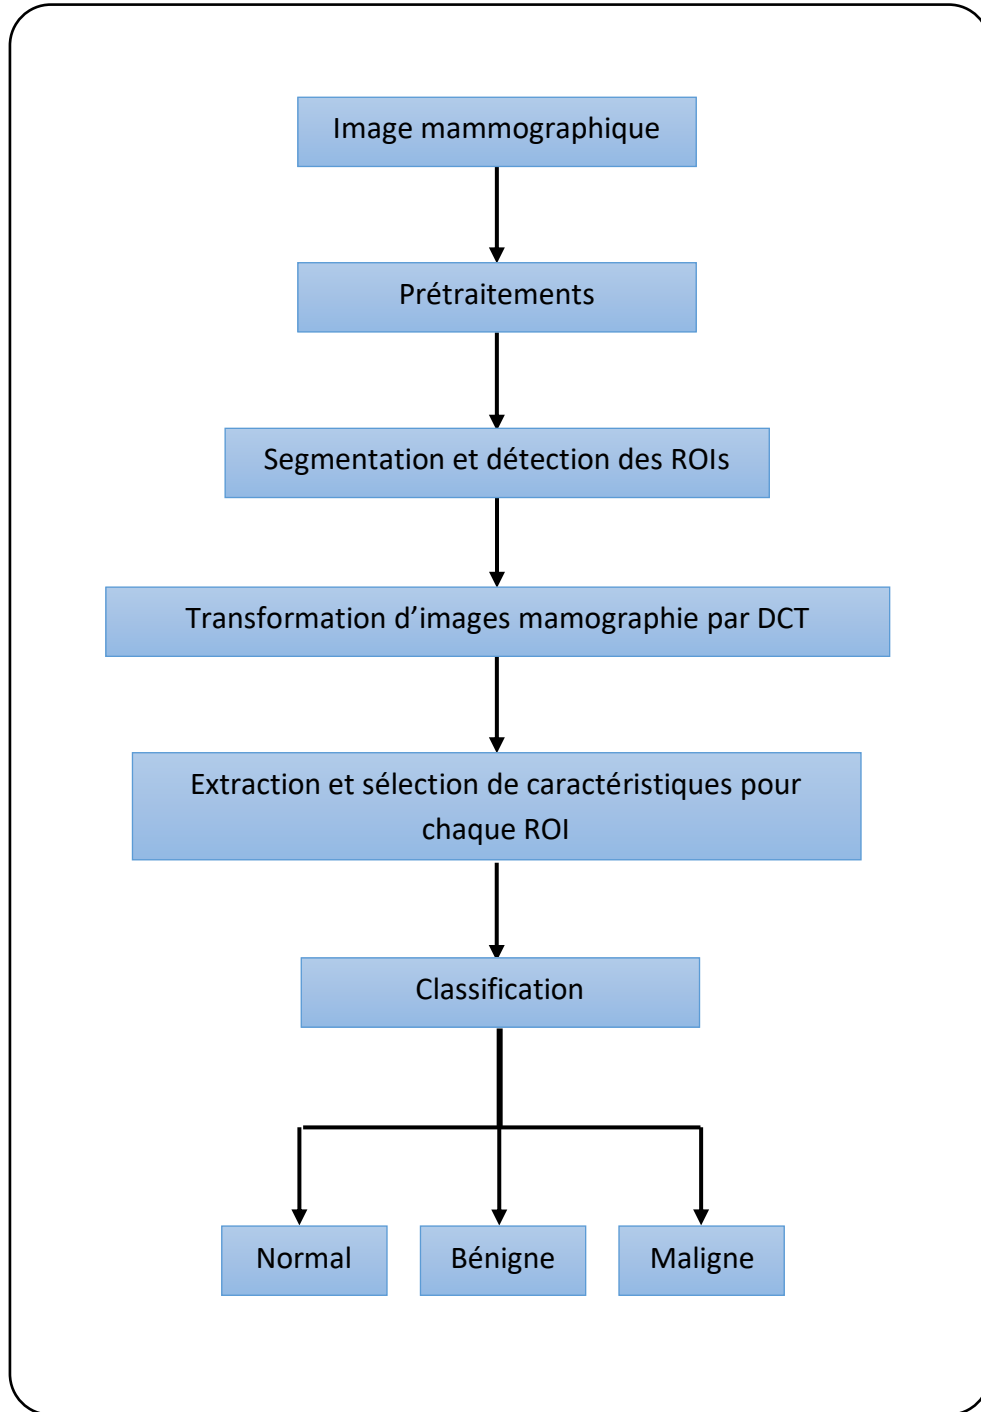 Image mammographique
Prétraitements
Segmentation et détection des ROIs
Transformation d’images mamographie par DCT
Extraction et sélection de caractéristiques pour
chaque ROI
Classification
Normal
Bénigne
Maligne